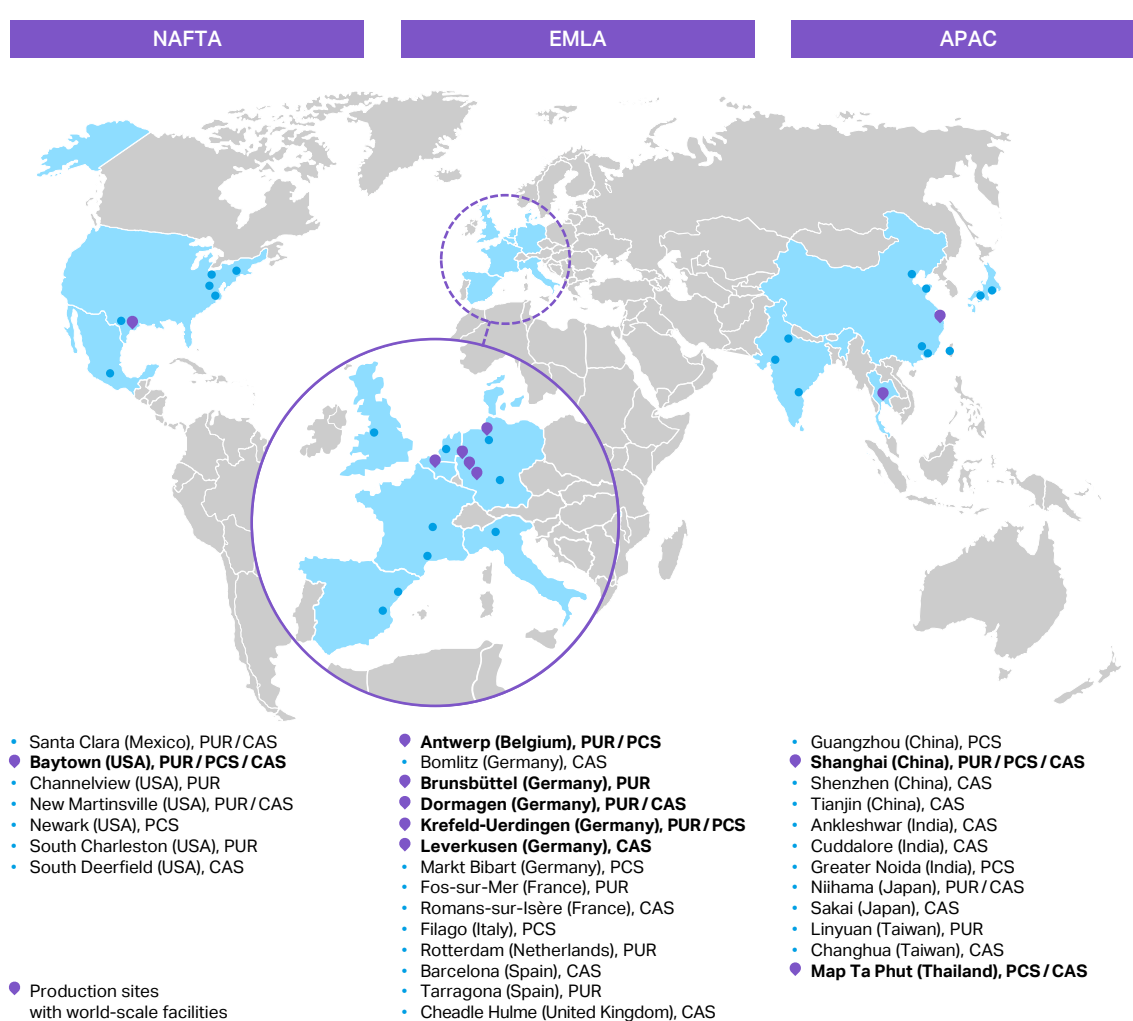 NAFTA
EMLA
APAC
Santa Clara (Mexico), PUR / CAS
Baytown (USA), PUR / PCS / CAS
Channelview (USA), PUR
New Martinsville (USA), PUR / CAS
Newark (USA), PCS
South Charleston (USA), PUR
South Deerfield (USA), CAS
Production sites
with world-scale facilities
Antwerp (Belgium), PUR / PCS
Bomlitz (Germany), CAS
Brunsbüttel (Germany), PUR
Dormagen (Germany), PUR / CAS
Krefeld-Uerdingen (Germany), PUR / PCS
Leverkusen (Germany), CAS
Markt Bibart (Germany), PCS
Fos-sur-Mer (France), PUR
Romans-sur-Isère (France), CAS
Filago (Italy), PCS
Rotterdam (Netherlands), PUR
Barcelona (Spain), CAS
Tarragona (Spain), PUR
Cheadle Hulme (United Kingdom), CAS
Guangzhou (China), PCS
Shanghai (China), PUR / PCS / CAS
Shenzhen (China), CAS
Tianjin (China), CAS
Ankleshwar (India), CAS
Cuddalore (India), CAS
Greater Noida (India), PCS
Niihama (Japan), PUR / CAS
Sakai (Japan), CAS
Linyuan (Taiwan), PUR
Changhua (Taiwan), CAS
Map Ta Phut (Thailand), PCS / CAS